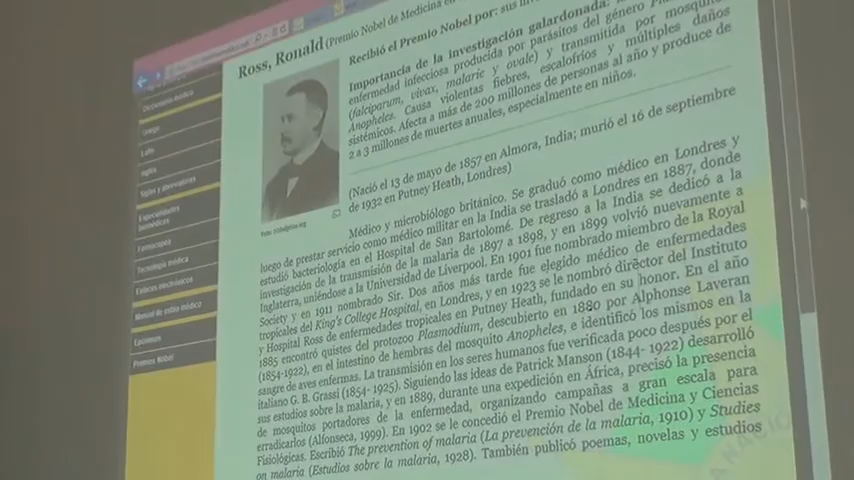 Ross, Ronald (Premio Nobel de Medicina en
Recibió el Premio Nobel por: sus
Importancia de la investigación galardonada:
enfermedad infecciosa producida por parásitos del género
(falciparum, vivax, malaric y ovale) y transmitida por mosquitos
Anopheles. Causa violentas fiebres, escalofríos y múltiples daños
sistémicos. Afecta a más de 200 millones de personas al año y produce de
2 a 3 millones de muertes anuales, especialmente en niños.
(Nació el 13 de mayo de 1857 en Almora, India; murió el 16 de septiembre
de 1932 en Putney Heath, Londres)
Médico y microbiólogo británico. Se graduó como médico en Londres y
luego de prestar servicio como médico militar en la India se trasladó a Londres en 1887, donde
estudió bacteriología en el Hospital de San Bartolomé. De regreso a la India se dedicó a la
investigación de la transmisión de la malaria de 1897 a 1898, y en 1899 volvió nuevamente a
Inglaterra, uniéndose a la Universidad de Liverpool. En 1901 fue nombrado miembro de la Royal
Society y en 1911 nombrado Sir. Dos años más tarde fue elegido médico de enfermedades
tropicales del King's College Hospital, en Londres, y en 1923 se le nombró director del Instituto
y Hospital Ross de enfermedades tropicales en Putney Heath, fundado en su honor. En el año
1885 encontró quistes del protozoo Plasmodium, descubierto en 1880 por Alphonse Laveran
(1854-1922), en el intestino de hembras del mosquito Anopheles, e identificó los mismos en la
sangre de aves enfermas. La transmisión en los seres humanos fue verificada poco después por el
italiano G. B. Grassi (1854- 1925). Siguiendo las ideas de Patrick Manson (1844- 1922) desarrolló
sus estudios sobre la malaria, y en 1889, durante una expedición en África, precisó la presencia
de mosquitos portadores de la enfermedad, organizando campañas a gran escala para
erradicarlos (Alfonseca, 1999). En 1902 se le concedió el Premio Nobel de Medicina y Ciencias
Fisiológicas. Escribió The prevention of malaria (La prevención de la malaria, 1910) y Studies
on malaria (Estudios sobre la malaria, 1928). También publicó poemas, novelas y estudios
Diccionario médico
Griego
Latín
Inglés
Siglas y abreviaturas
Especialidades
biomédicas
Farmacopea
Tecnología médica
Enlaces electrónicos
Manual de estilo médico
Epónimos
Premios Nobel